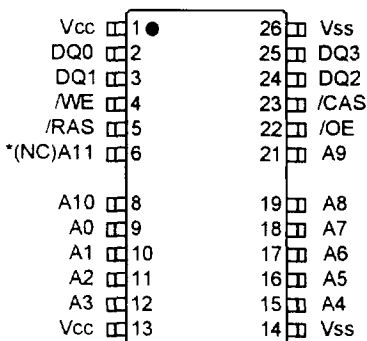 Vcc 1 26 Vss
DQ0 2 25 DQ3
DQ1 3 24 DQ2
/WE 4 23 /CAS
/RAS 5 22 /OE
*(NC)A11 6 21 A9
A10 8 19 A8
A0 9 18 A7
A1 10 17 A6
A2 11 16 A5
A3 12 15 A4
Vcc 13 14 Vss